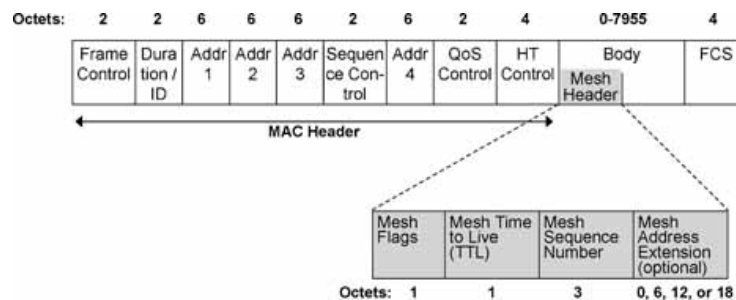 Octets: 2 2 6 6 6 2 6 2 4 0-7955 4
Frame Control
Dura tion / ID
Addr 1
Addr 2
Addr 3
Sequen ce Con- trol
Addr 4
QoS Control
HT Control
Body
Mesh Header
FCS
MAC Header
Mesh Flags
Mesh Time to Live (TTL)
Mesh Sequence Number
Mesh Address Extension (optional)
Octets: 1 1 3 0, 6, 12, or 18